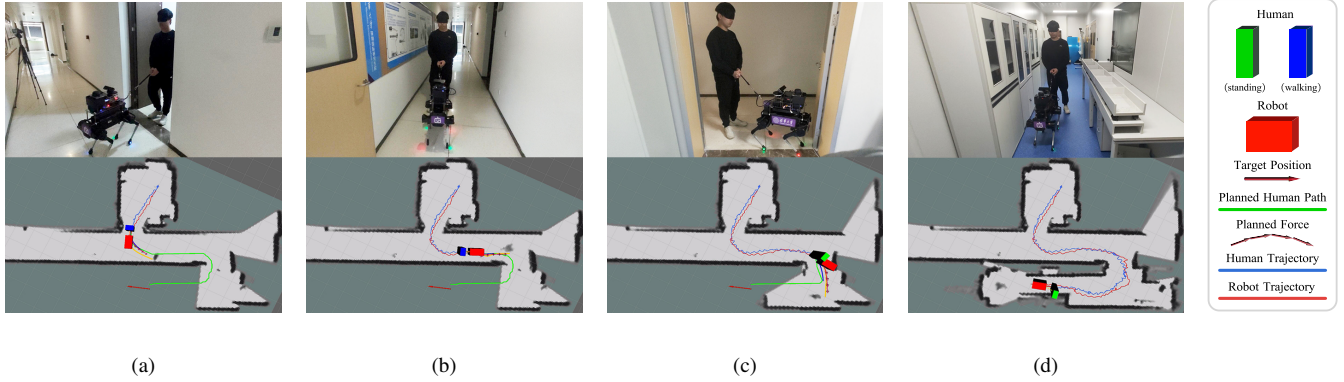 Human
(standing) (walking)
Robot
Target Position
Planned Human Path
Planned Force
Human Trajectory
Robot Trajectory
(a) (b) (c) (d)